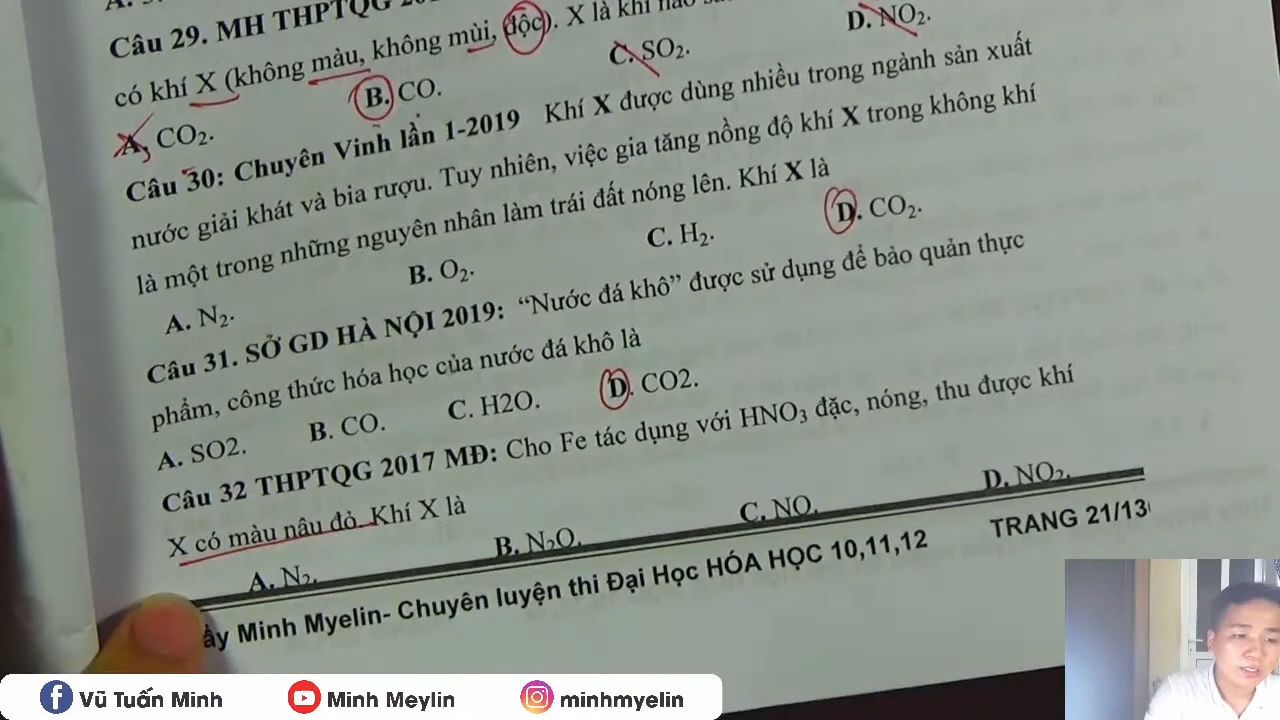 Câu 29. MH THPTQG
có khí X (không màu, không mùi, độc). X là khí
A. CO₂. B. CO. C. SO₂. D. NO₂.
Câu 30: Chuyên Vinh lần 1-2019 Khí X được dùng nhiều trong ngành sản xuất
nước giải khát và bia rượu. Tuy nhiên, việc gia tăng nồng độ khí X trong không khí
là một trong những nguyên nhân làm trái đất nóng lên. Khí X là
A. N₂. B. O₂. C. H₂. D. CO₂.
Câu 31. SỞ GD HÀ NỘI 2019: “Nước đá khô” được sử dụng để bảo quản thực
phẩm, công thức hóa học của nước đá khô là
A. SO2. B. CO. C. H2O. D. CO2.
Câu 32 THPTQG 2017 MĐ: Cho Fe tác dụng với HNO₃ đặc, nóng, thu được khí
X có màu nâu đỏ. Khí X là
A. N₂. B. N₂O. C. NO. D. NO₂.
Minh Myelin- Chuyên luyện thi Đại Học HÓA HỌC 10,11,12 TRANG 21/13
Vũ Tuấn Minh Minh Meylin minhmyelin